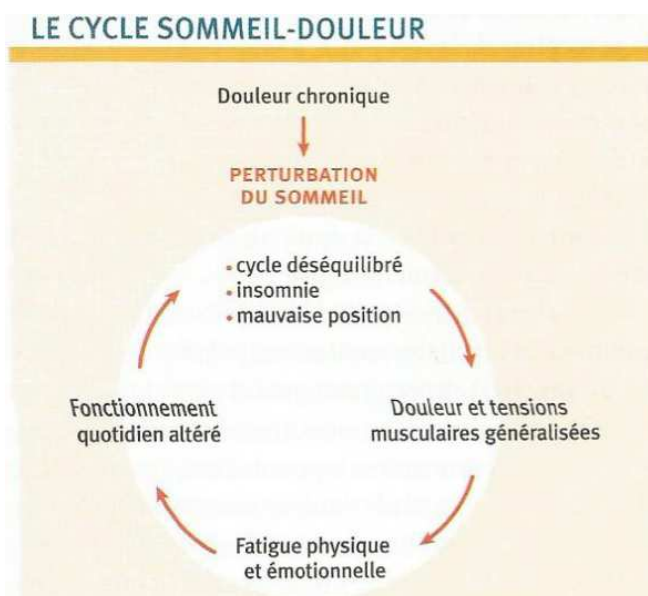 LE CYCLE SOMMEIL-DOULEUR
Douleur chronique
PERTURBATION
DU SOMMEIL
• cycle déséquilibré
• insomnie
• mauvaise position
Douleur et tensions
musculaires généralisées
Fatigue physique
et émotionnelle
Fonctionnement
quotidien altéré